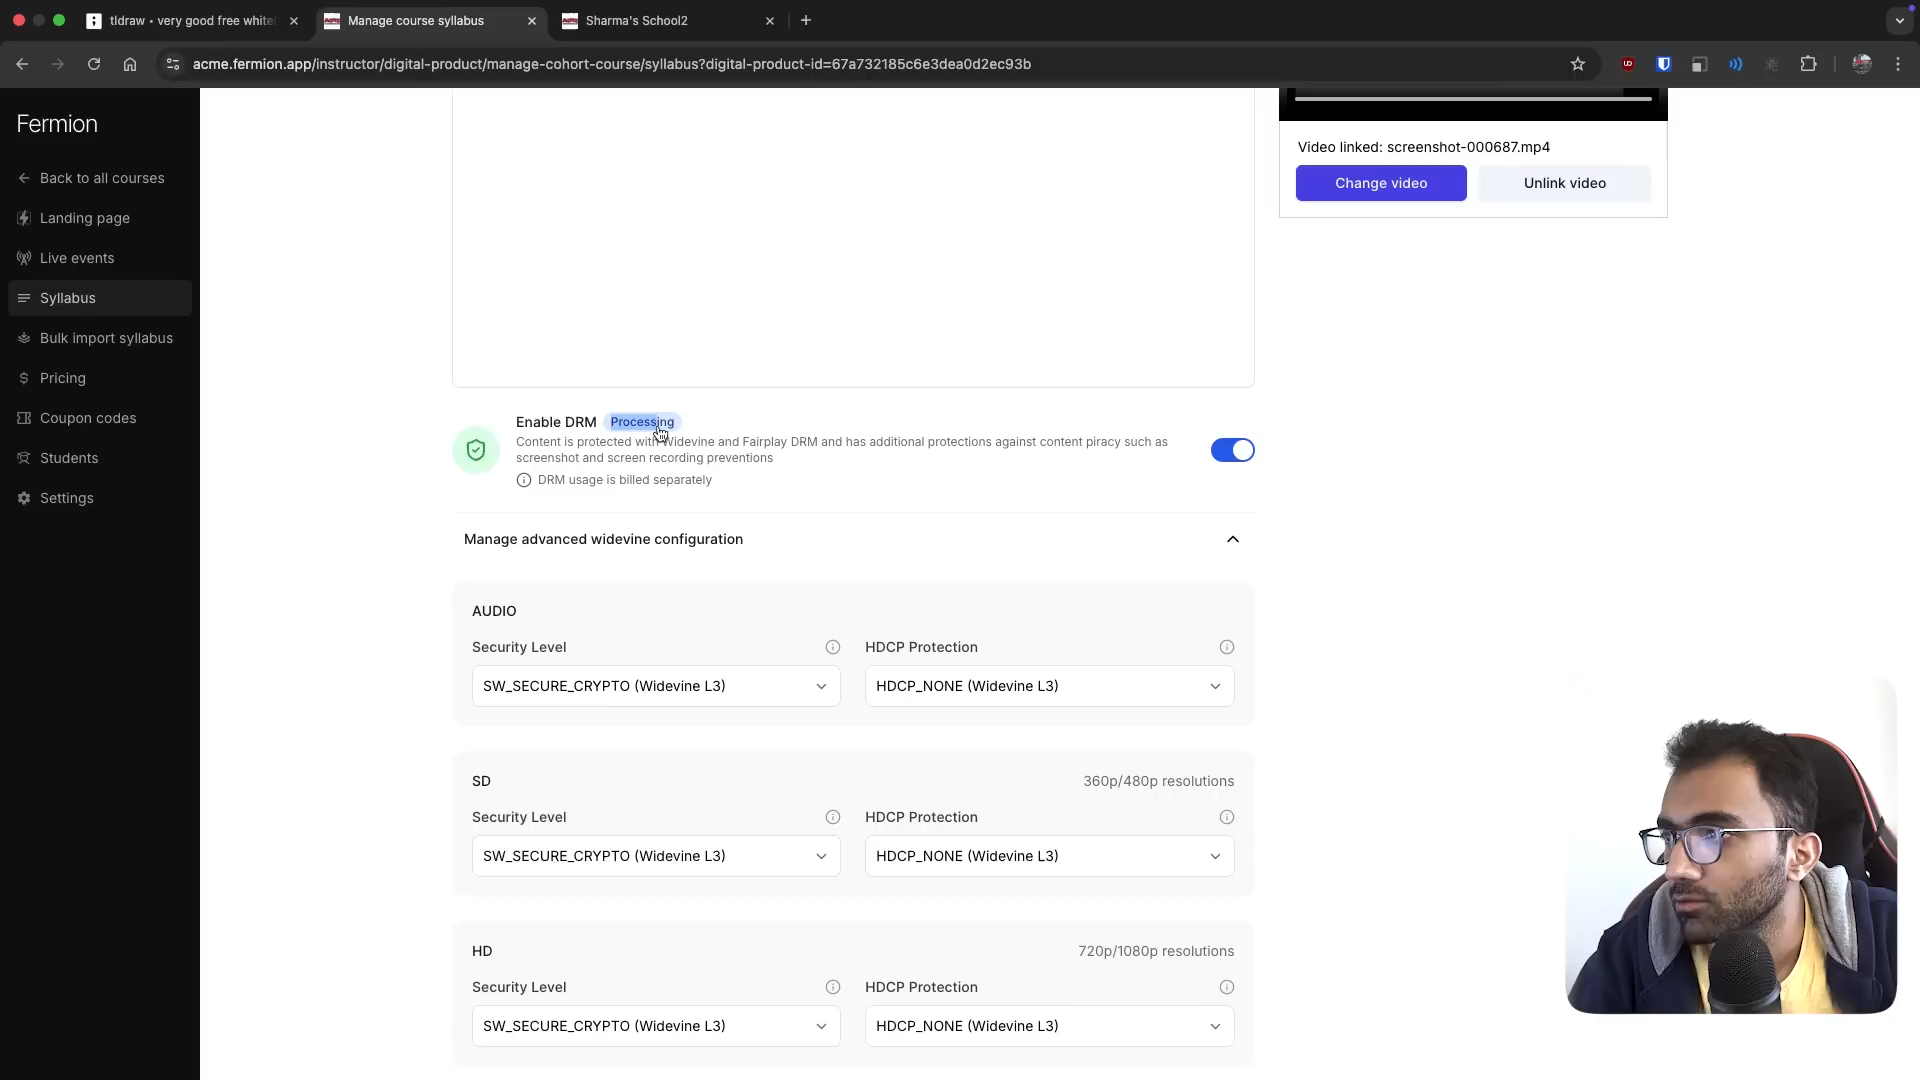 tldraw • very good free white
Manage course syllabus
Sharma's School2
acme.fermion.app/instructor/digital-product/manage-cohort-course/syllabus?digital-product-id=67a732185c6e3dea0d2ec93b
Fermion
Back to all courses
Landing page
Live events
Syllabus
Bulk import syllabus
Pricing
Coupon codes
Students
Settings
Video linked: screenshot-000687.mp4
Change video
Unlink video
Enable DRM Processing
Content is protected with Widevine and Fairplay DRM and has additional protections against content piracy such as
screenshot and screen recording preventions
DRM usage is billed separately
Manage advanced widevine configuration
AUDIO
Security Level
HDCP Protection
SW_SECURE_CRYPTO (Widevine L3)
HDCP_NONE (Widevine L3)
SD
360p/480p resolutions
Security Level
HDCP Protection
SW_SECURE_CRYPTO (Widevine L3)
HDCP_NONE (Widevine L3)
HD
720p/1080p resolutions
Security Level
HDCP Protection
SW_SECURE_CRYPTO (Widevine L3)
HDCP_NONE (Widevine L3)